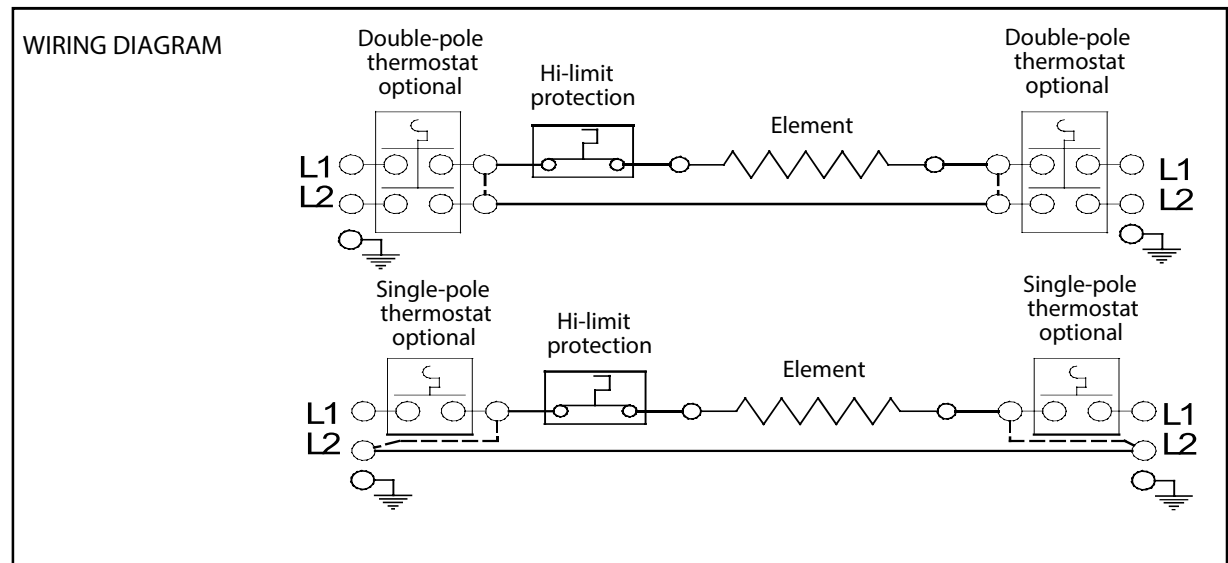 WIRING DIAGRAM
Double-pole
thermostat
optional
Hi-limit
protection
Element
Double-pole
thermostat
optional
L1
L2
L1
L2
Single-pole
thermostat
optional
Hi-limit
protection
Element
Single-pole
thermostat
optional
L1
L2
L1
L2